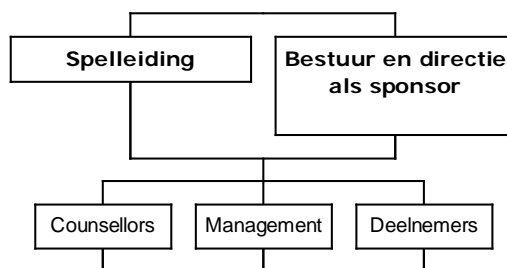 Spelleiding
Bestuur en directie
als sponsor
Counsellors
Management
Deelnemers